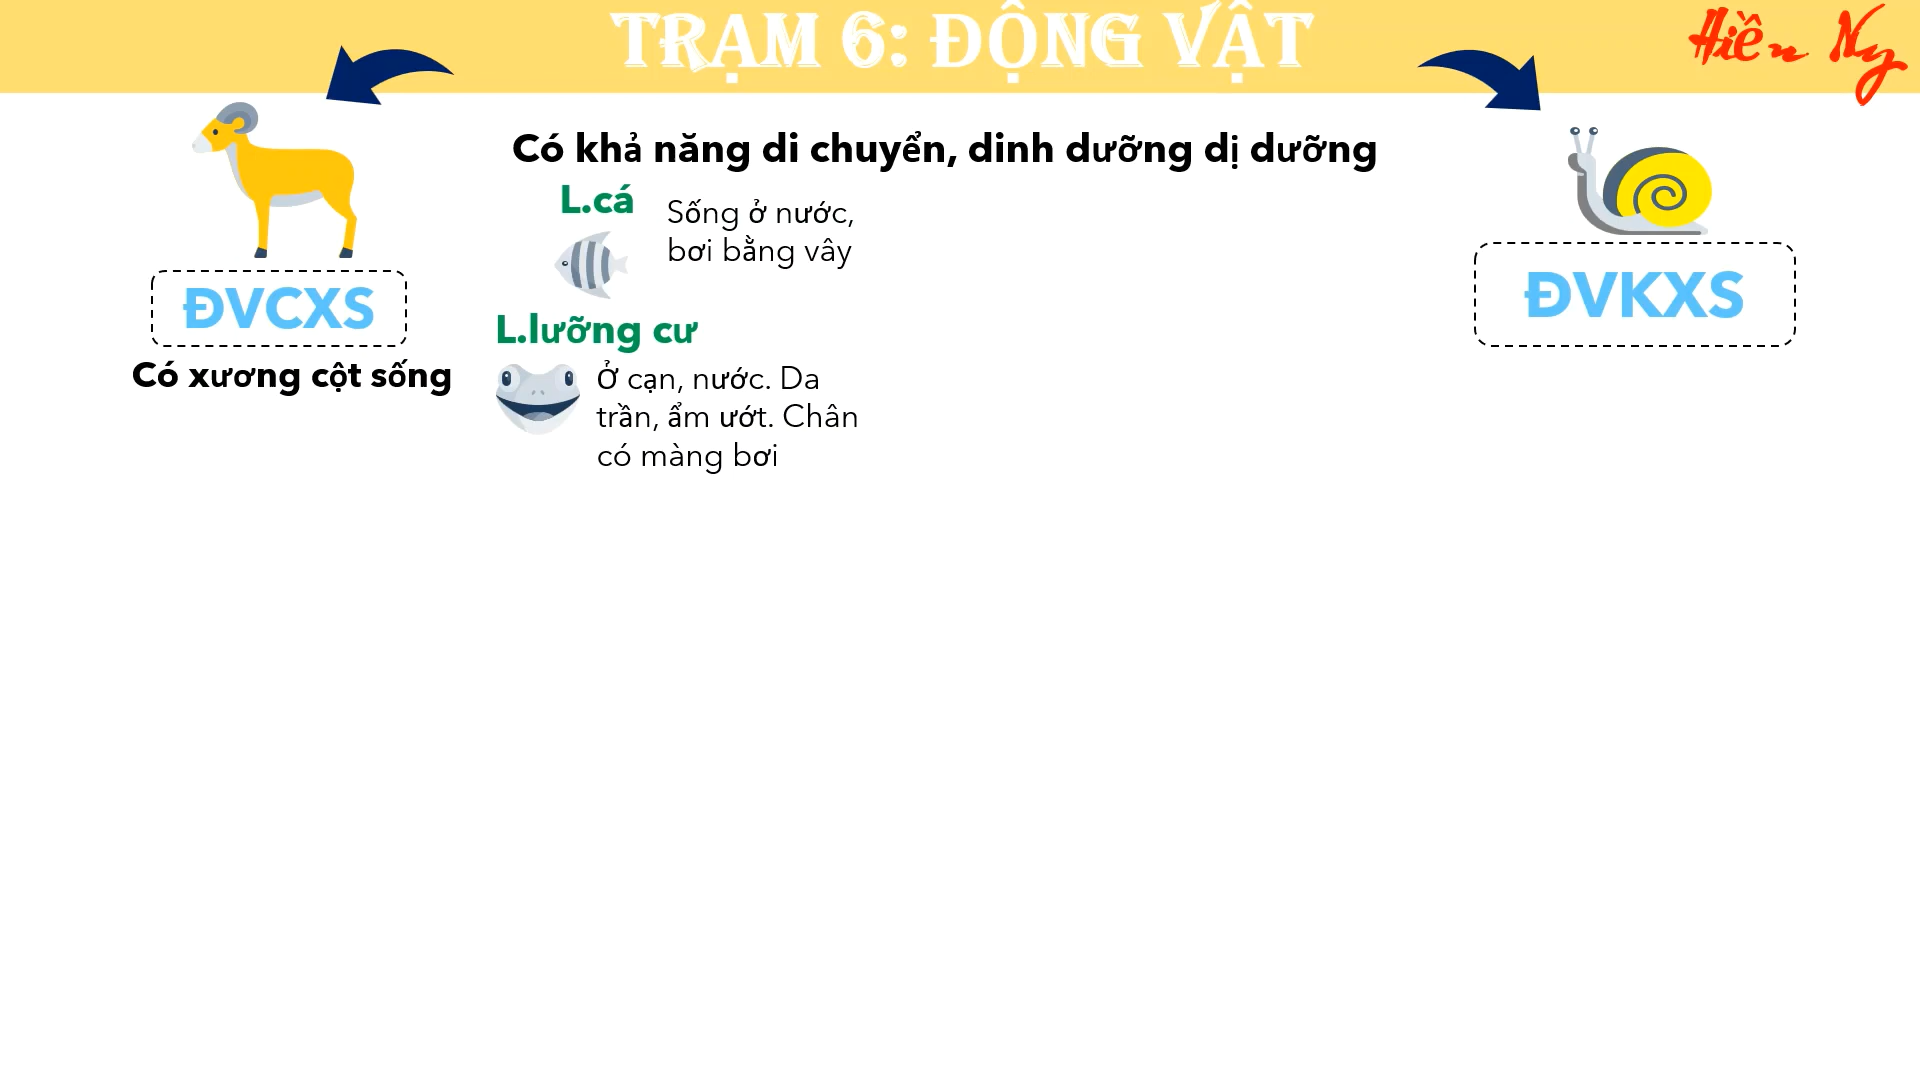 TRẠM 6: ĐỘNG VẬT
Hiền Ny
Có khả năng di chuyển, dinh dưỡng dị dưỡng
ĐVCXS
Có xương cột sống
L.cá
Sống ở nước,
bơi bằng vây
L.lưỡng cư
Ở cạn, nước. Da
trần, ẩm ướt. Chân
có màng bơi
ĐVKXS